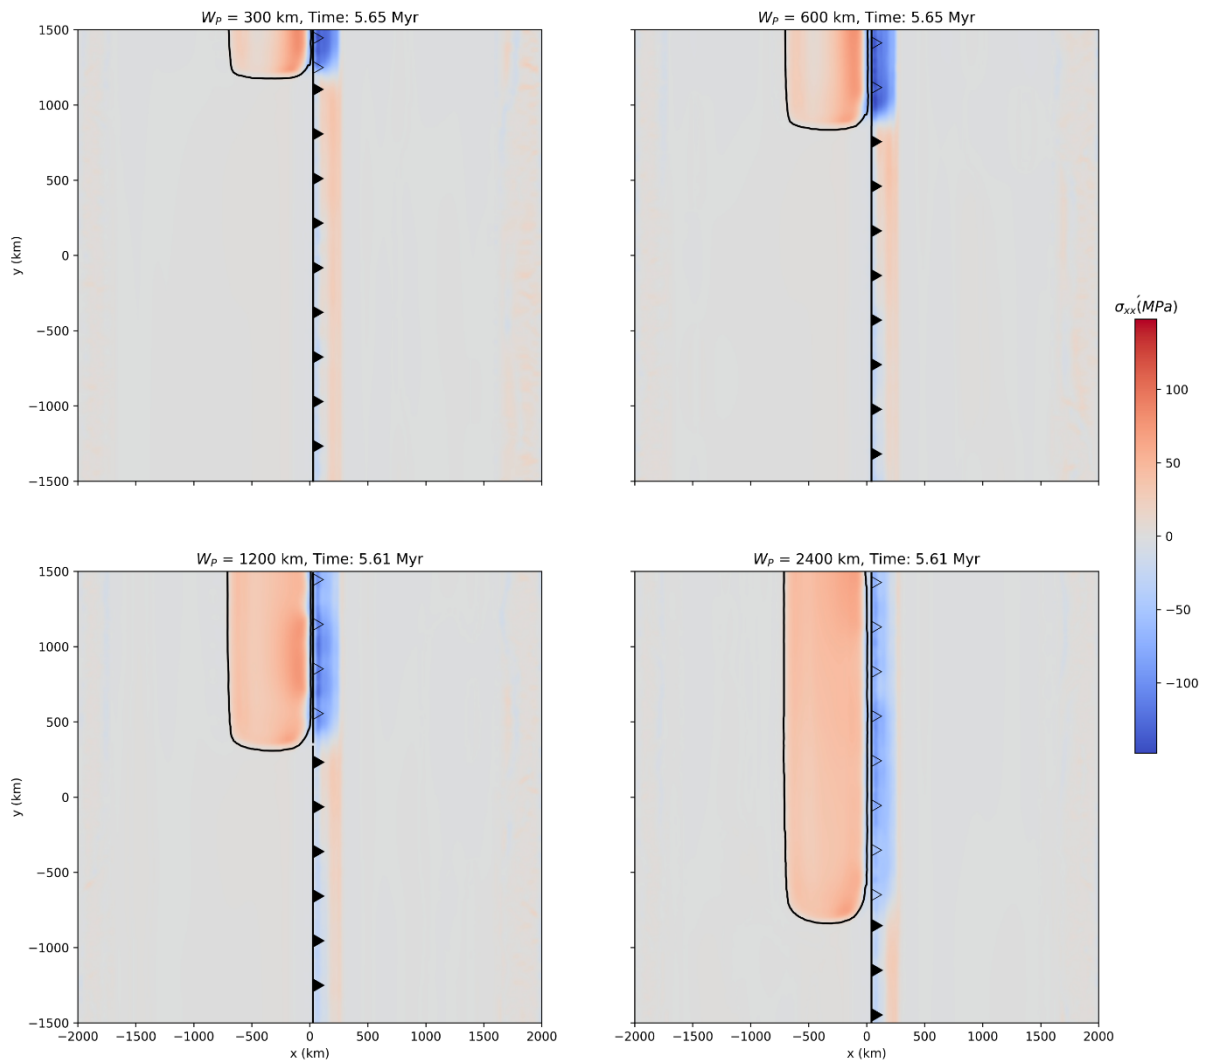 W_P = 300 km, Time: 5.65 Myr
W_P = 600 km, Time: 5.65 Myr
1500
1000
500
0
−500
−1000
−1500
y (km)
σ´_xx(MPa)
100
50
0
−50
−100
W_P = 1200 km, Time: 5.61 Myr
W_P = 2400 km, Time: 5.61 Myr
1500
1000
500
0
−500
−1000
−1500
y (km)
−2000 −1500 −1000 −500 0 500 1000 1500 2000
−2000 −1500 −1000 −500 0 500 1000 1500 2000
x (km)
x (km)